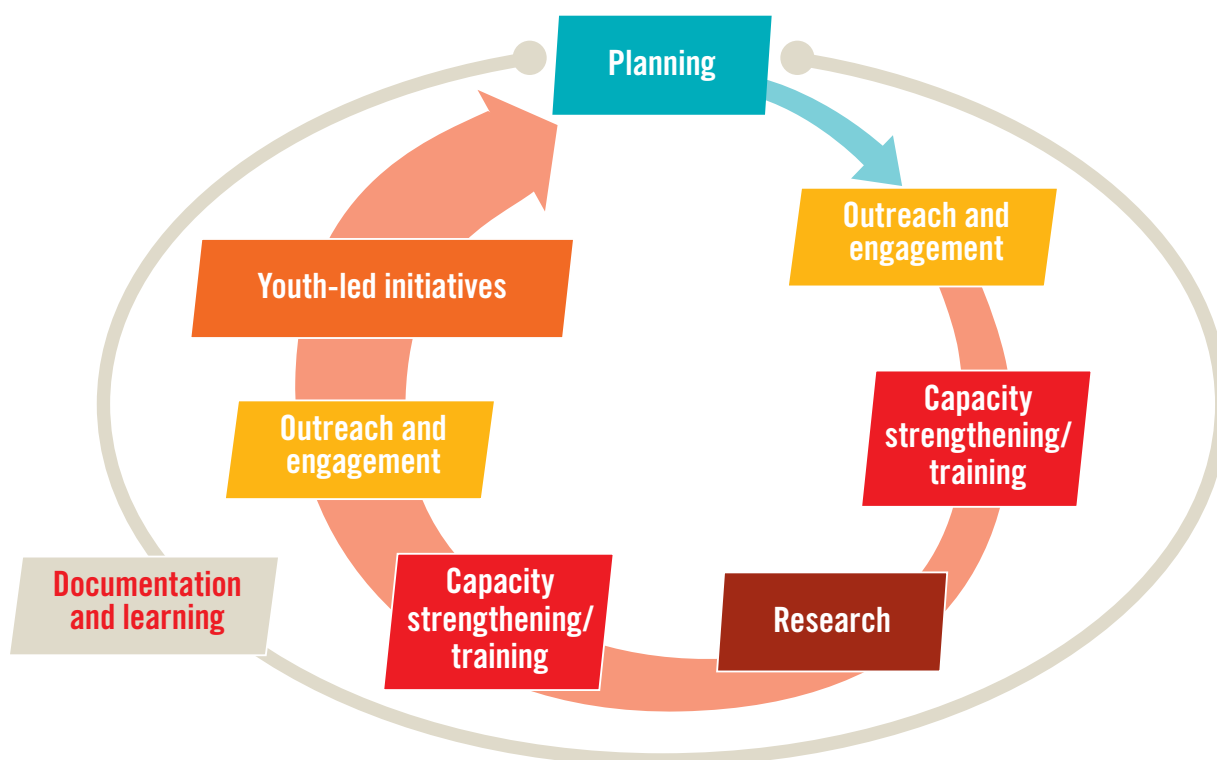 Planning
Outreach and
engagement
Capacity
strengthening/
training
Research
Capacity
strengthening/
training
Outreach and
engagement
Youth-led initiatives
Documentation
and learning